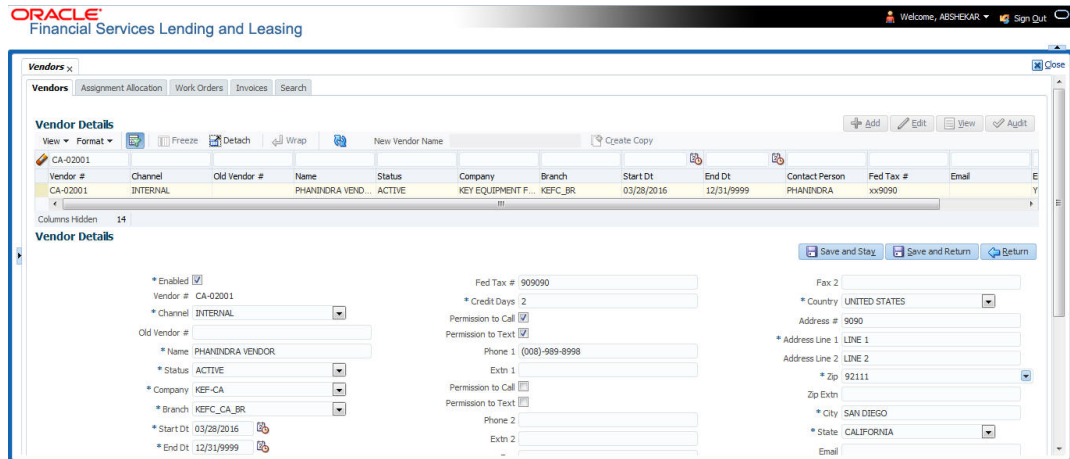 ORACLE
Financial Services Lending and Leasing
Welcome, ABSHEKAR Sign Out
Vendors x
Close
Vendors Assignment Allocation Work Orders Invoices Search
Vendor Details
Add Edit View Audit
View Format Freeze Detach Wrap New Vendor Name Create Copy
CA-02001
Vendor # Channel Old Vendor # Name Status Company Branch Start Dt End Dt Contact Person Fed Tax # Email E
CA-02001 INTERNAL PHANINDRA VEND... ACTIVE KEY EQUIPMENT F... KEFC_BR 03/28/2016 12/31/9999 PHANINDRA xx9090 Y
Columns Hidden 14
Vendor Details
Save and Stay Save and Return Return
* Enabled
Vendor # CA-02001
* Channel INTERNAL
Old Vendor #
* Name PHANINDRA VENDOR
* Status ACTIVE
* Company KEF-CA
* Branch KEFC_CA_BR
* Start Dt 03/28/2016
* End Dt 12/31/9999
Fed Tax # 909090
* Credit Days 2
Permission to Call
Permission to Text
Phone 1 (008)-989-8998
Extn 1
Permission to Call
Permission to Text
Phone 2
Extn 2
Fax 2
* Country UNITED STATES
Address # 9090
* Address Line 1 LINE 1
Address Line 2 LINE 2
* Zip 92111
Zip Extn
* City SAN DIEGO
* State CALIFORNIA
Email